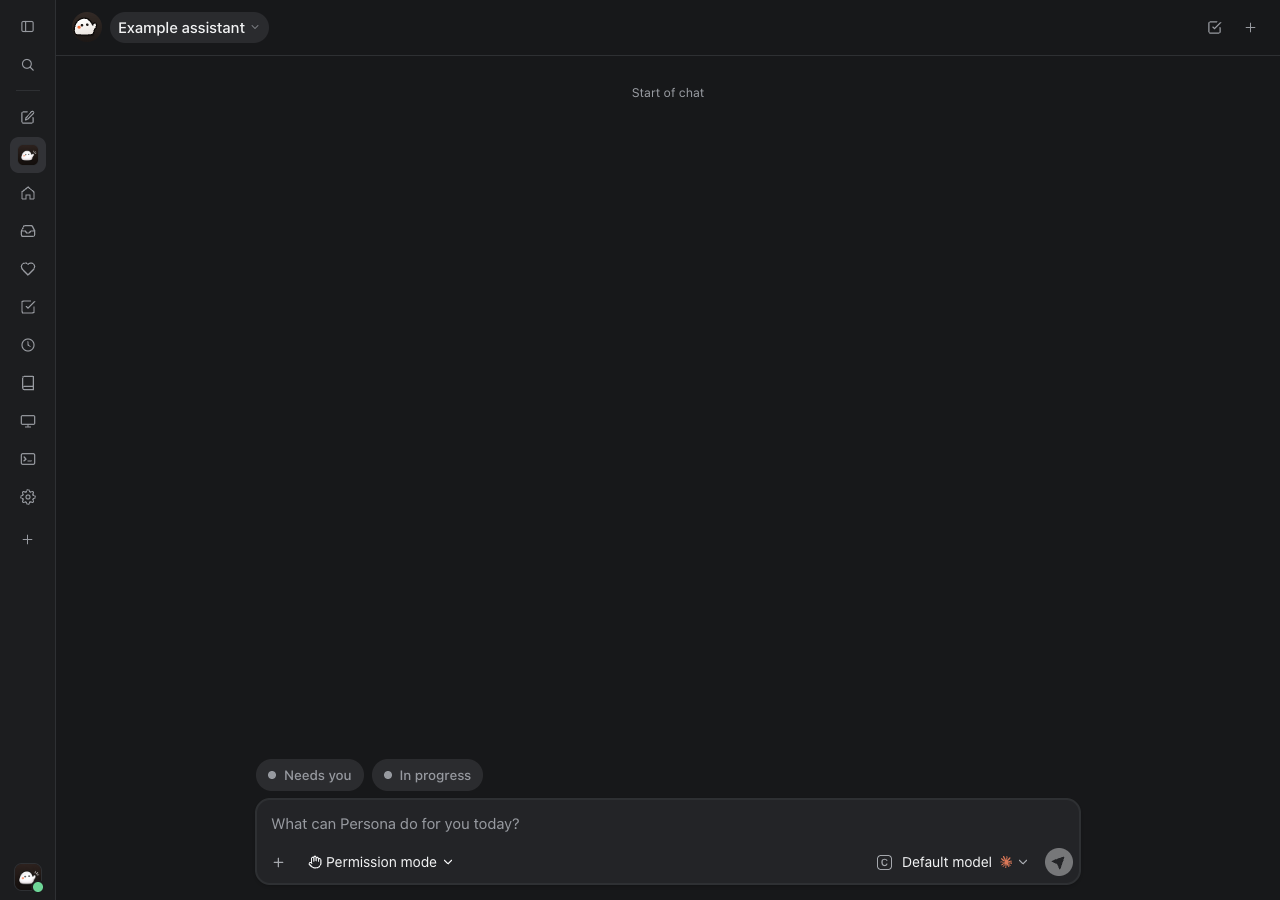 Example assistant
Start of chat
Needs you
In progress
What can Persona do for you today?
Permission mode
C
Default model